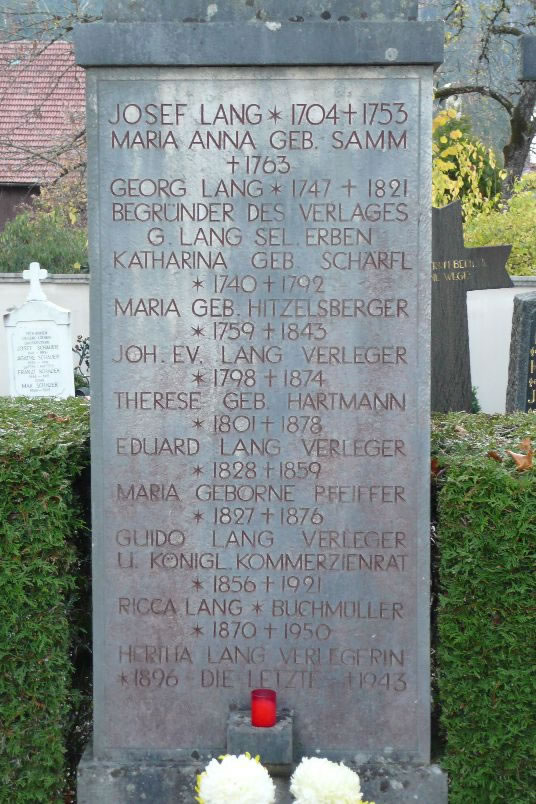 JOSEF LANG * 1704 + 1753
MARIA ANNA GEB. SAMM
+ 1763
GEORG LANG * 1747 + 1821
BEGRÜNDER DES VERLAGES
G. LANG SEL. ERBEN
KATHARINA GEB. SCHÄRFL
* 1740 + 1792
MARIA GEB. HITZELSBERGER
* 1759 + 1843
JOH. EV. LANG VERLEGER
* 1798 + 1874
THERESE GEB. HARTMANN
* 1801 + 1878
EDUARD LANG VERLEGER
* 1828 + 1859
MARIA GEBORNE PFEIFFER
* 1827 + 1876
GUIDO LANG VERLEGER
U. KÖNIGL. KOMMERZIENRAT
* 1856 + 1921
RICCA LANG * BUCHMÜLLER
* 1870 + 1950
HERTHA LANG VERLEGERIN
* 1896 DIE LETZTE + 1943